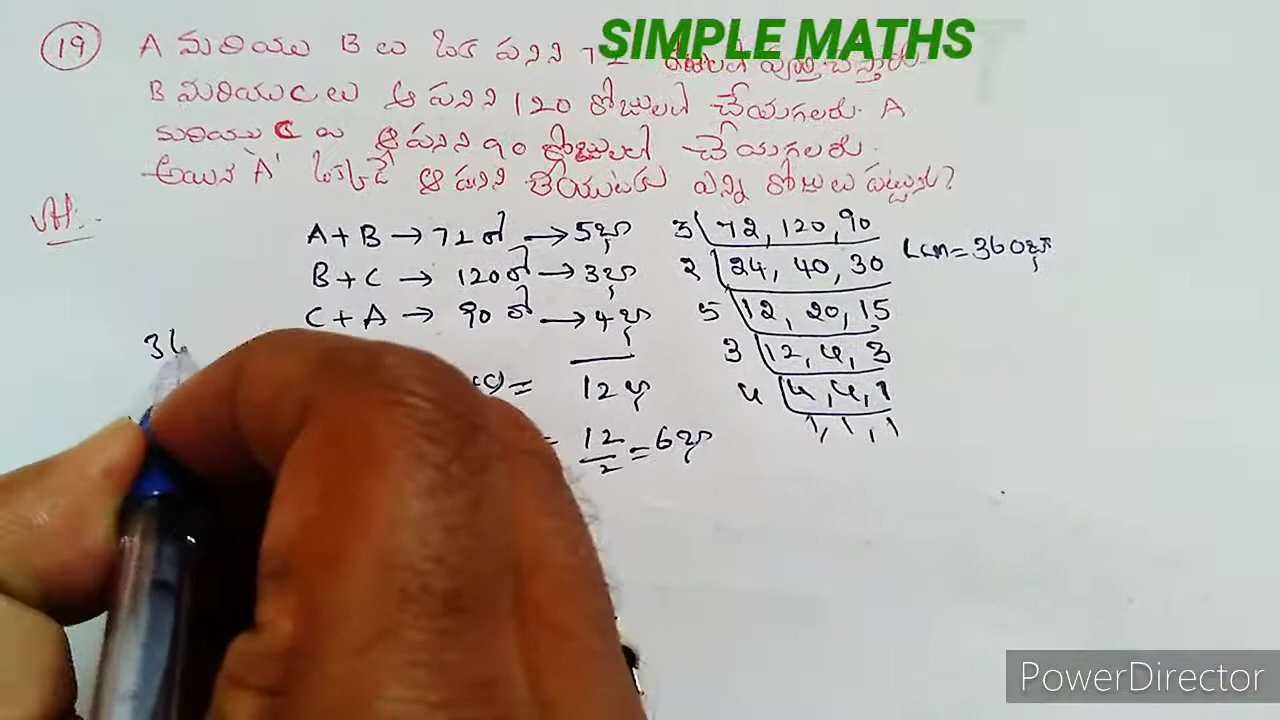 SIMPLE MATHS
19 A మరియు B లు ఒక పనిని 72 రోజులలో పూర్తి చేస్తారు.
B మరియు C లు ఆ పనిని 120 రోజులలో చేయగలరు. A
మరియు C లు ఆ పనిని 90 రోజులలో చేయగలరు.
అయిన 'A' ఒక్కడే ఆ పనిని చేయుటకు ఎన్ని రోజులు పట్టును?
A+B → 72 రో → 5 భా 3 72, 120, 90 Lcm = 360 భా
B+C → 120 రో → 3 భా 2 24, 40, 30
C+A → 90 రో → 4 భా 5 12, 20, 15
36 3 12, 4, 3
= 12 భా 4 4, 4, 1
= 12/2 = 6 భా 1, 1, 1
PowerDirector